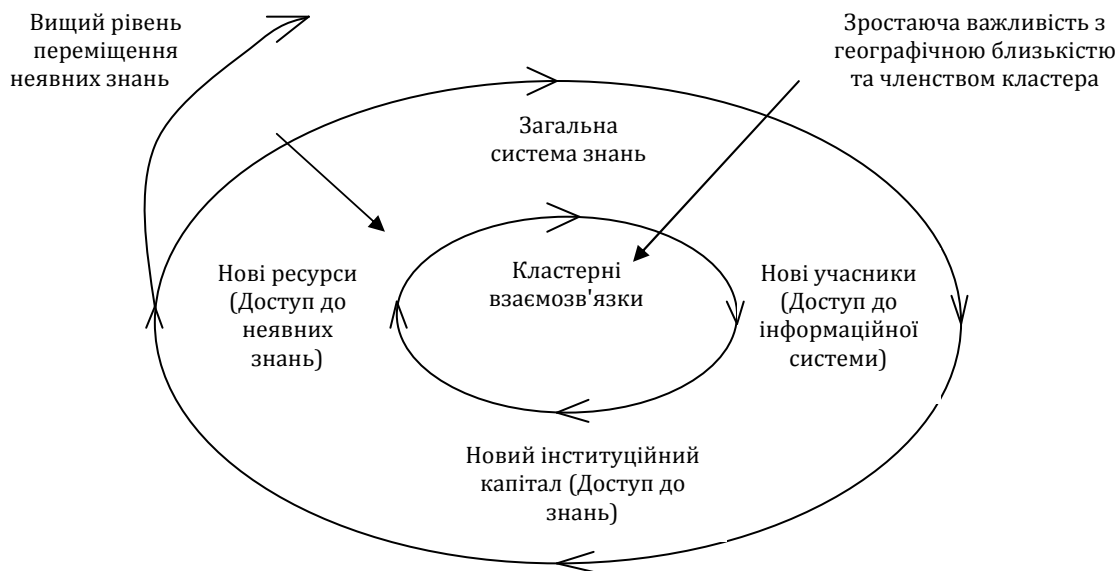 Вищий рівень
переміщення
неявних знань
Зростаюча важливість з
географічною близькістю
та членством кластера
Загальна
система знань
Нові ресурси
(Доступ до
неявних
знань)
Кластерні
взаємозв'язки
Нові учасники
(Доступ до
інформаційної
системи)
Новий інституційний
капітал (Доступ до
знань)